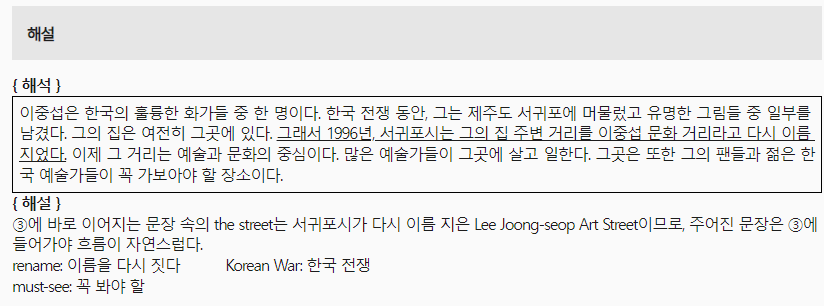 해설
{ 해석 }
이중섭은 한국의 훌륭한 화가들 중 한 명이다. 한국 전쟁 동안, 그는 제주도 서귀포에 머물렀고 유명한 그림들 중 일부를
남겼다. 그의 집은 여전히 그곳에 있다. 그래서 1996년, 서귀포시는 그의 집 주변 거리를 이중섭 문화 거리라고 다시 이름
지었다. 이제 그 거리는 예술과 문화의 중심이다. 많은 예술가들이 그곳에 살고 일한다. 그곳은 또한 그의 팬들과 젊은 한
국 예술가들이 꼭 가보아야 할 장소이다.
{ 해설 }
③에 바로 이어지는 문장 속의 the street는 서귀포시가 다시 이름 지은 Lee Joong-seop Art Street이므로, 주어진 문장은 ③에
들어가야 흐름이 자연스럽다.
rename: 이름을 다시 짓다 Korean War: 한국 전쟁
must-see: 꼭 봐야 할